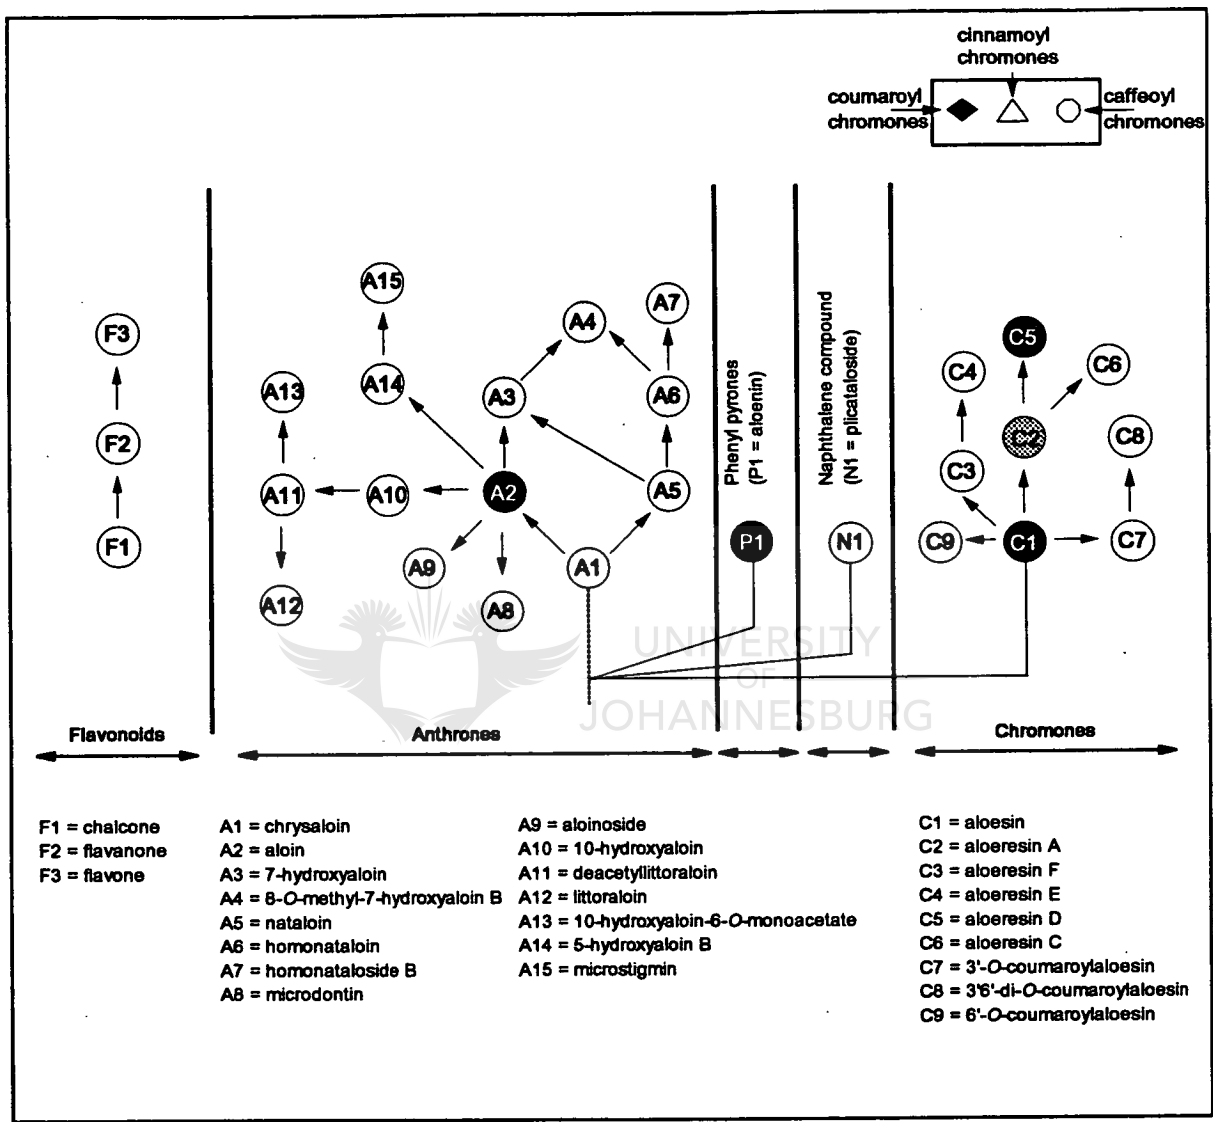 cinnamoyl
chromones
coumaroyl
chromones
caffeoyl
chromones
A15
A7
A4
F3
C5
C6
C4
A14
A13
A3
A6
Phenyl pyrones
(P1 = aloenin)
Naphthalene compound
(N1 = plicataloside)
F2
C2
C8
C3
A11
A10
A2
A5
F1
P1
N1
C9
C1
C7
A9
A1
A12
A8
UNIVERSITY
OF
JOHANNESBURG
Flavonoids
Anthrones
Chromones
F1 = chalcone
F2 = flavanone
F3 = flavone
A1 = chrysaloin
A2 = aloin
A3 = 7-hydroxyaloin
A4 = 8-O-methyl-7-hydroxyaloin B
A5 = nataloin
A6 = homonataloin
A7 = homonataloside B
A8 = microdontin
A9 = aloinoside
A10 = 10-hydroxyaloin
A11 = deacetyllittoraloin
A12 = littoraloin
A13 = 10-hydroxyaloin-6-O-monoacetate
A14 = 5-hydroxyaloin B
A15 = microstigmin
C1 = aloesin
C2 = aloeresin A
C3 = aloeresin F
C4 = aloeresin E
C5 = aloeresin D
C6 = aloeresin C
C7 = 3'-O-coumaroylaloesin
C8 = 3'6'-di-O-coumaroylaloesin
C9 = 6'-O-coumaroylaloesin